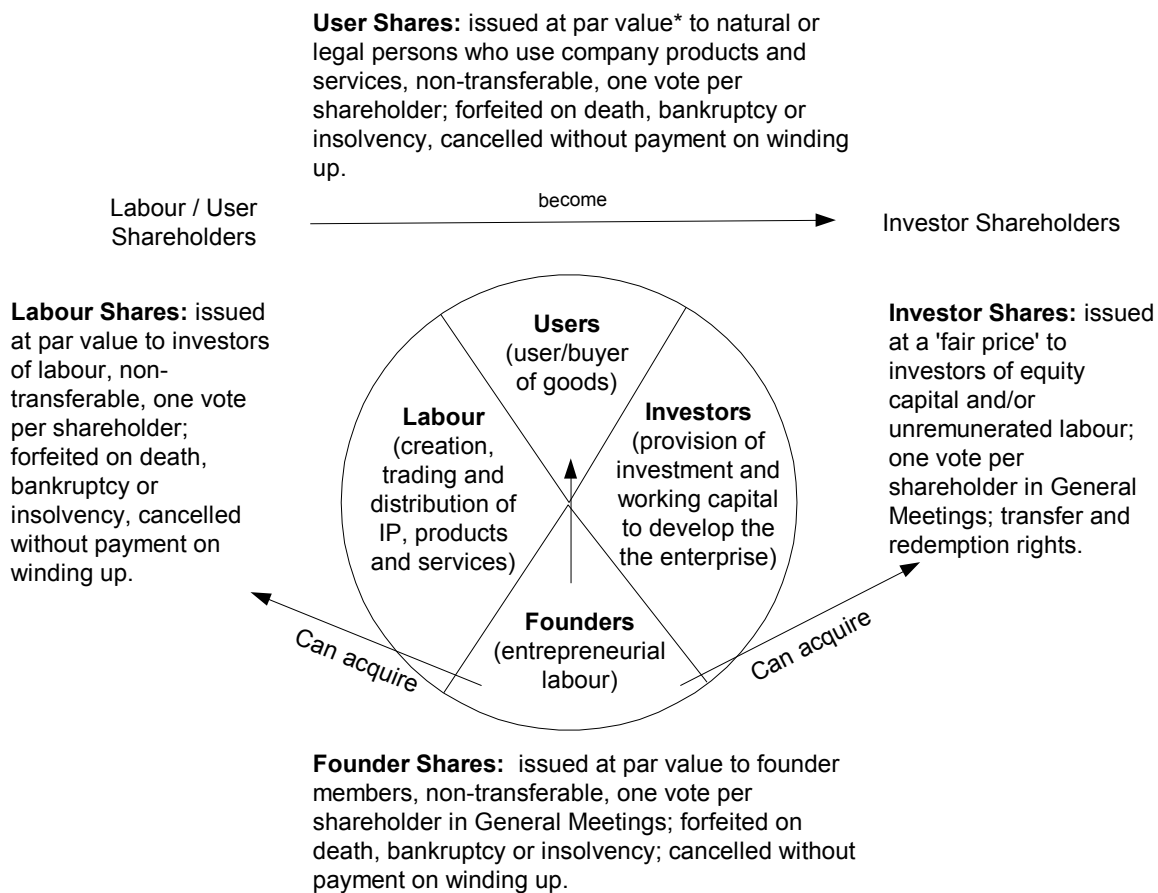 User Shares: issued at par value* to natural or
legal persons who use company products and
services, non-transferable, one vote per
shareholder; forfeited on death, bankruptcy or
insolvency, cancelled without payment on winding
up.
Labour / User
Shareholders
become
Investor Shareholders
Labour Shares: issued
at par value to investors
of labour, non-
transferable, one vote
per shareholder;
forfeited on death,
bankruptcy or
insolvency, cancelled
without payment on
winding up.
Users
(user/buyer
of goods)
Labour
(creation,
trading and
distribution of
IP, products
and services)
Investors
(provision of
investment and
working capital
to develop the
the enterprise)
Founders
(entrepreneurial
labour)
Investor Shares: issued
at a 'fair price' to
investors of equity
capital and/or
unremunerated labour;
one vote per
shareholder in General
Meetings; transfer and
redemption rights.
Can acquire
Can acquire
Founder Shares:  issued at par value to founder
members, non-transferable, one vote per
shareholder in General Meetings; forfeited on
death, bankruptcy or insolvency; cancelled without
payment on winding up.